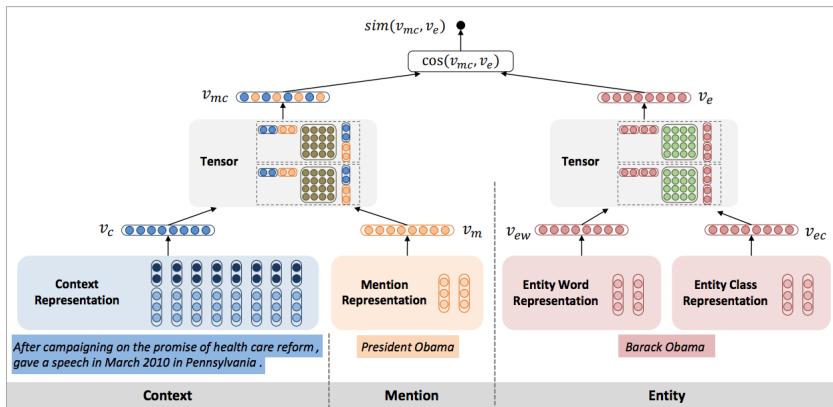 sim(v_mc, v_e)
cos(v_mc, v_e)
v_mc
v_e
Tensor
Tensor
v_c
v_m
v_ew
v_ec
Context
Representation
Mention
Representation
Entity Word
Representation
Entity Class
Representation
After campaigning on the promise of health care reform ,
gave a speech in March 2010 in Pennsylvania .
President Obama
Barack Obama
Context
Mention
Entity